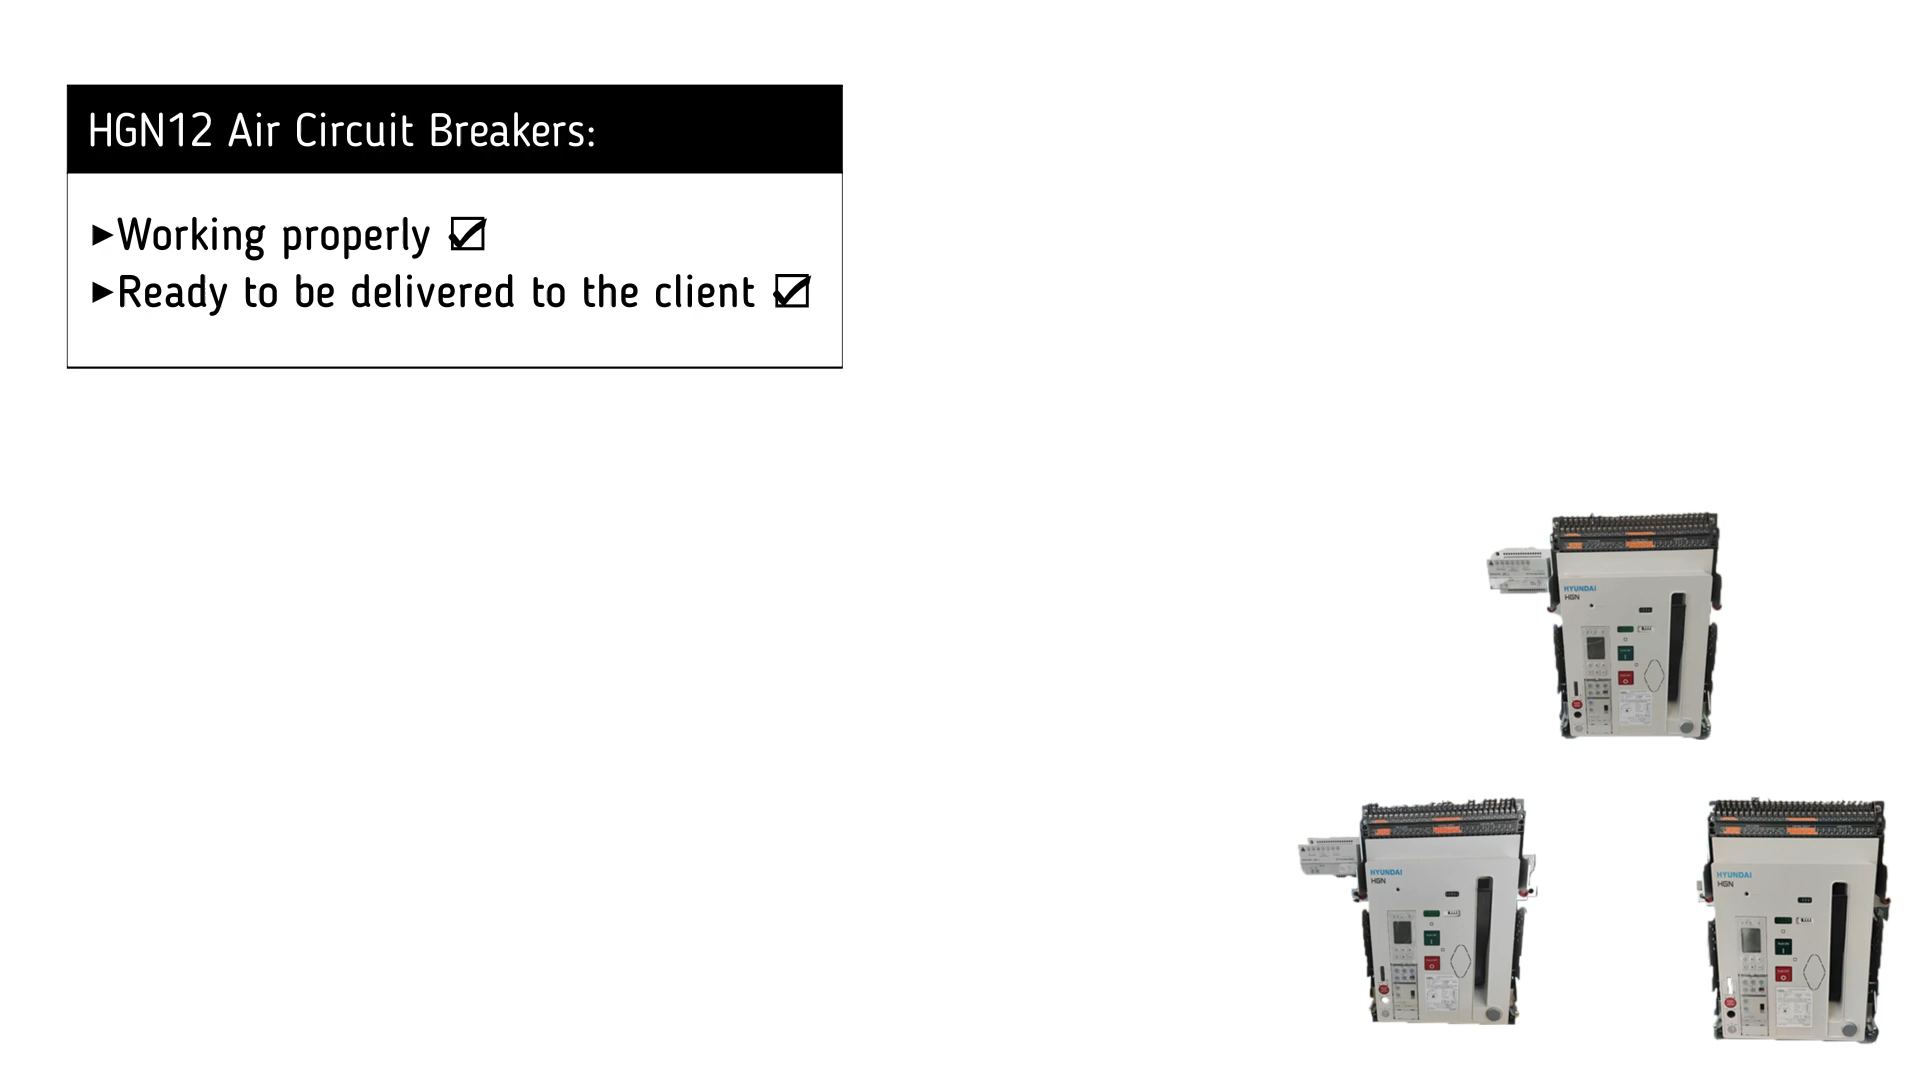 HGN12 Air Circuit Breakers:
►Working properly ☑
►Ready to be delivered to the client ☑
HYUNDAI
HGN
HYUNDAI
HGN
HYUNDAI
HGN